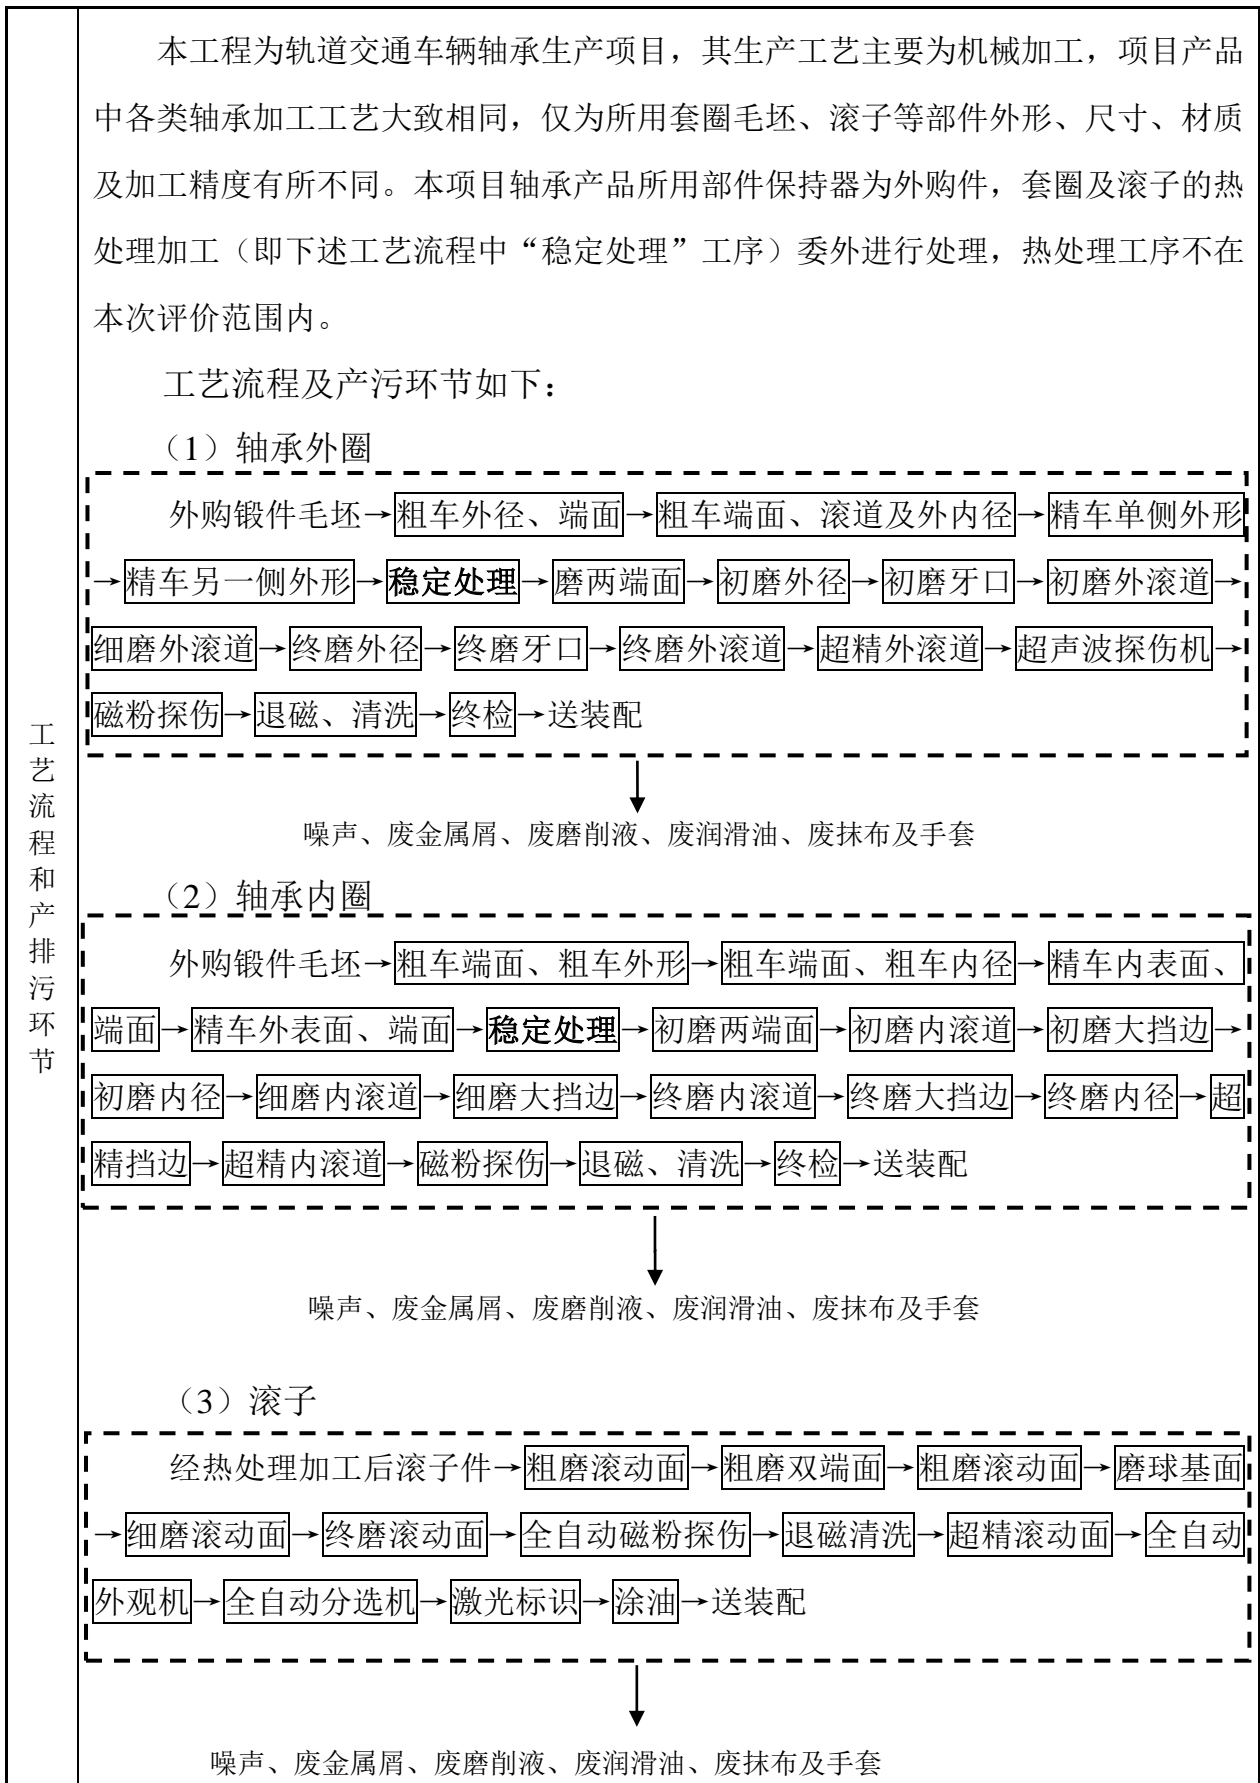 本工程为轨道交通车辆轴承生产项目，其生产工艺主要为机械加工，项目产品
中各类轴承加工工艺大致相同，仅为所用套圈毛坯、滚子等部件外形、尺寸、材质
及加工精度有所不同。本项目轴承产品所用部件保持器为外购件，套圈及滚子的热
处理加工（即下述工艺流程中“稳定处理”工序）委外进行处理，热处理工序不在
本次评价范围内。
工艺流程及产污环节如下：
（1）轴承外圈
外购锻件毛坯→粗车外径、端面→粗车端面、滚道及外内径→精车单侧外形
→精车另一侧外形→稳定处理→磨两端面→初磨外径→初磨牙口→初磨外滚道→
细磨外滚道→终磨外径→终磨牙口→终磨外滚道→超精外滚道→超声波探伤机→
磁粉探伤→退磁、清洗→终检→送装配
噪声、废金属屑、废磨削液、废润滑油、废抹布及手套
（2）轴承内圈
外购锻件毛坯→粗车端面、粗车外形→粗车端面、粗车内径→精车内表面、
端面→精车外表面、端面→稳定处理→初磨两端面→初磨内滚道→初磨大挡边→
初磨内径→细磨内滚道→细磨大挡边→终磨内滚道→终磨大挡边→终磨内径→超
精挡边→超精内滚道→磁粉探伤→退磁、清洗→终检→送装配
噪声、废金属屑、废磨削液、废润滑油、废抹布及手套
（3）滚子
经热处理加工后滚子件→粗磨滚动面→粗磨双端面→粗磨滚动面→磨球基面
→细磨滚动面→终磨滚动面→全自动磁粉探伤→退磁清洗→超精滚动面→全自动
外观机→全自动分选机→激光标识→涂油→送装配
噪声、废金属屑、废磨削液、废润滑油、废抹布及手套
工
艺
流
程
和
产
排
污
环
节